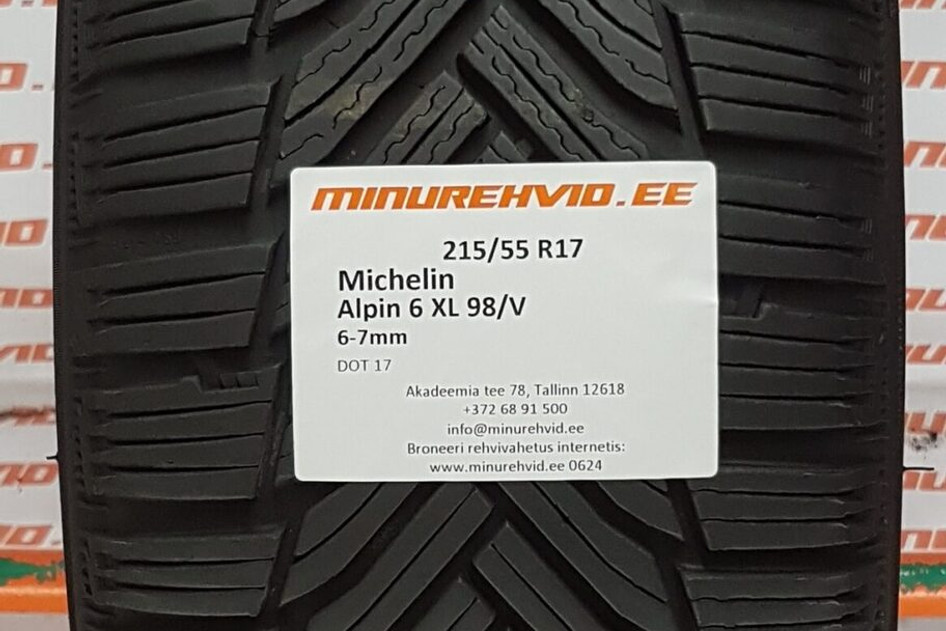 MINUREHVID.EE
215/55 R17
Michelin
Alpin 6 XL 98/V
6-7mm
DOT 17
Akadeemia tee 78, Tallinn 12618
+372 68 91 500
info@minurehvid.ee
Broneeri rehvivahetus internetis:
www.minurehvid.ee 0624